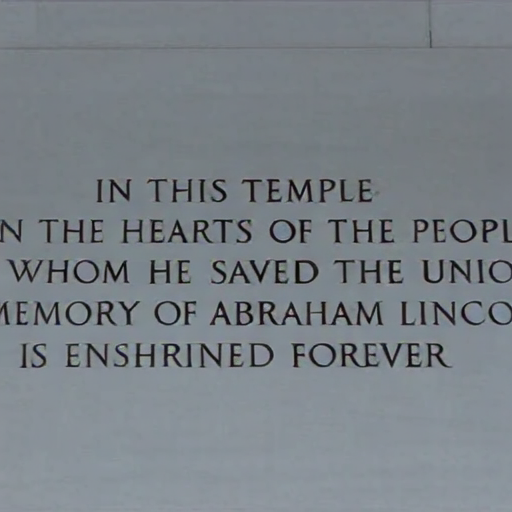 IN THIS TEMPLE
N THE HEARTS OF THE PEOPL
WHOM HE SAVED THE UNIO
MEMORY OF ABRAHAM LINCO
IS ENSHRINED FOREVER